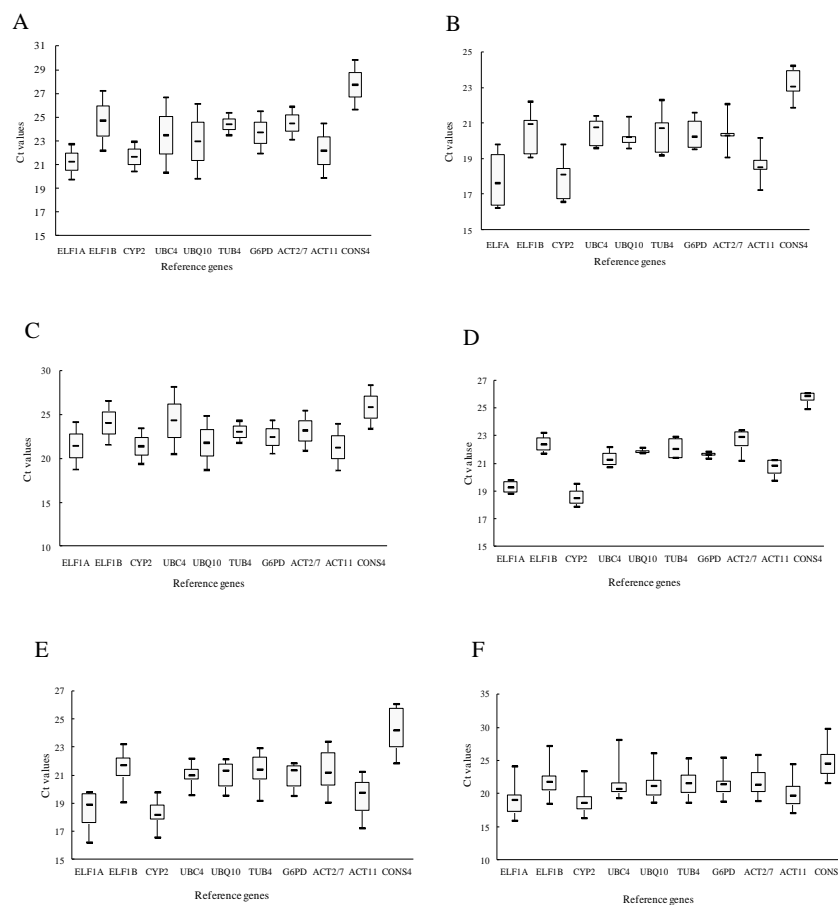 A
31
29
27
25
23
21
19
17
15
Ct values
ELF1A ELF1B CYP2 UBC4 UBQ10 TUB4 G6PD ACT2/7 ACT11 CONS4
Reference genes
B
25
23
21
19
17
15
Ct values
ELFA ELF1B CYP2 UBC4 UBQ10 TUB4 G6PD ACT2/7 ACT11 CONS4
Reference genes
C
30
25
20
15
10
Ct values
ELF1A ELF1B CYP2 UBC4 UBQ10 TUB4 G6PD ACT2/7 ACT11 CONS4
Reference genes
D
27
25
23
21
19
17
15
Ct valuse
ELF1A ELF1B CYP2 UBC4 UBQ10 TUB4 G6PD ACT2/7 ACT11 CONS4
Reference genes
E
27
25
23
21
19
17
15
Ct values
ELF1A ELF1B CYP2 UBC4 UBQ10 TUB4 G6PD ACT2/7 ACT11 CONS4
Reference genes
F
35
30
25
20
15
10
Ct values
ELF1A ELF1B CYP2 UBC4 UBQ10 TUB4 G6PD ACT2/7 ACT11 CONS4
Reference genes